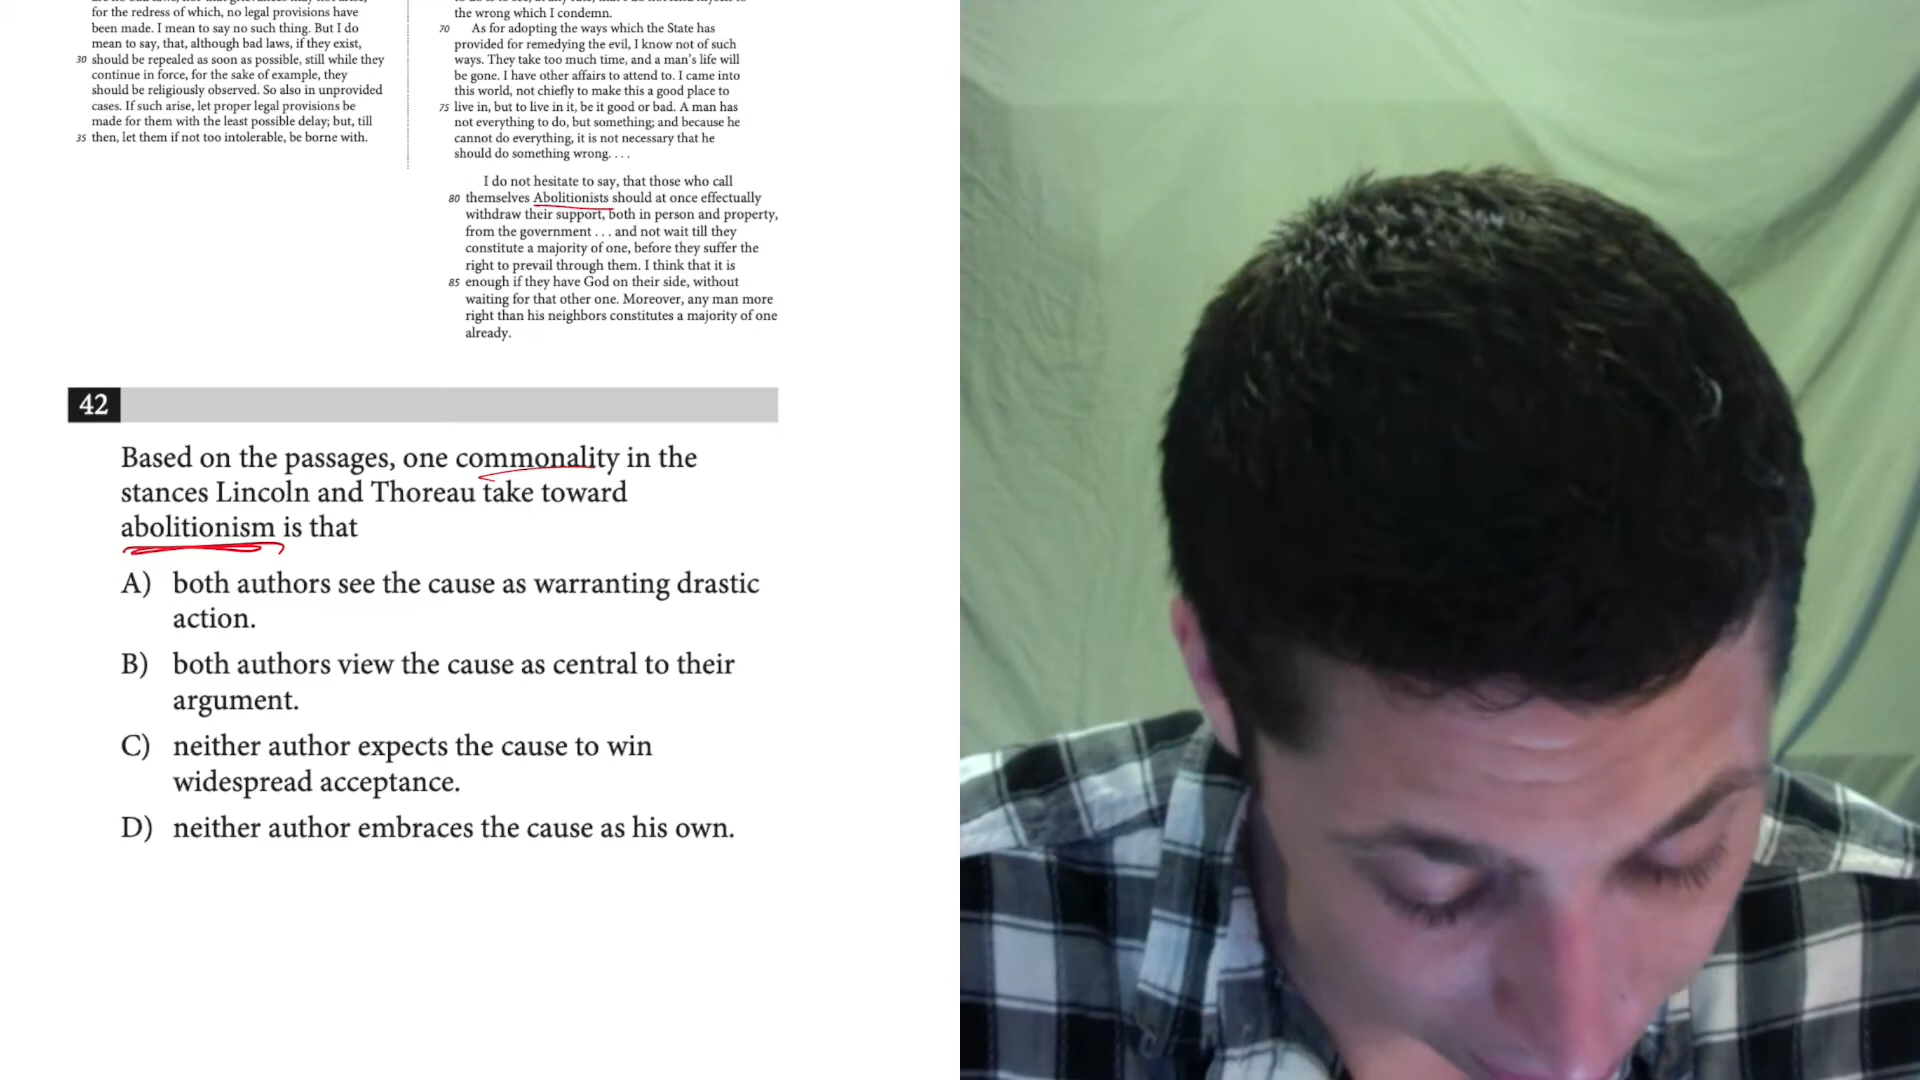 for the redress of which, no legal provisions have
been made. I mean to say no such thing. But I do
mean to say, that, although bad laws, if they exist,
30 should be repealed as soon as possible, still while they
continue in force, for the sake of example, they
should be religiously observed. So also in unprovided
cases. If such arise, let proper legal provisions be
made for them with the least possible delay; but, till
35 then, let them if not too intolerable, be borne with.
the wrong which I condemn.
70 As for adopting the ways which the State has
provided for remedying the evil, I know not of such
ways. They take too much time, and a man's life will
be gone. I have other affairs to attend to. I came into
this world, not chiefly to make this a good place to
75 live in, but to live in it, be it good or bad. A man has
not everything to do, but something; and because he
cannot do everything, it is not necessary that he
should do something wrong. . . .
I do not hesitate to say, that those who call
80 themselves Abolitionists should at once effectually
withdraw their support, both in person and property,
from the government . . . and not wait till they
constitute a majority of one, before they suffer the
right to prevail through them. I think that it is
85 enough if they have God on their side, without
waiting for that other one. Moreover, any man more
right than his neighbors constitutes a majority of one
already.
42
Based on the passages, one commonality in the
stances Lincoln and Thoreau take toward
abolitionism is that
A) both authors see the cause as warranting drastic
action.
B) both authors view the cause as central to their
argument.
C) neither author expects the cause to win
widespread acceptance.
D) neither author embraces the cause as his own.